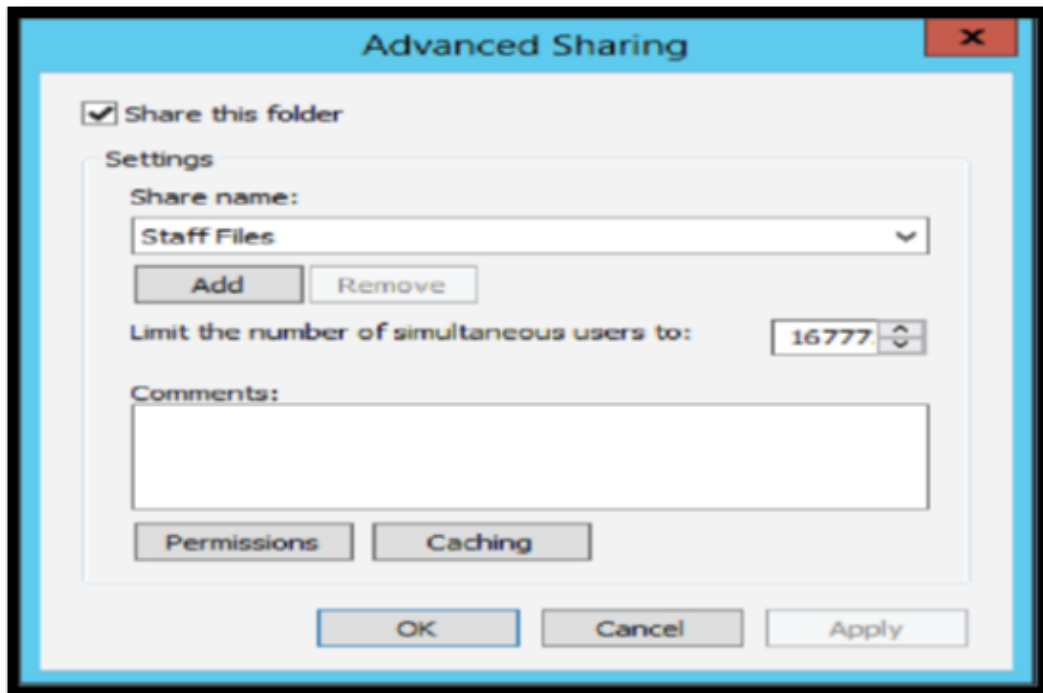 Advanced Sharing
Share this folder
Settings
Share name:
Staff Files
Add Remove
Limit the number of simultaneous users to: 16777
Comments:
Permissions Caching
OK Cancel Apply